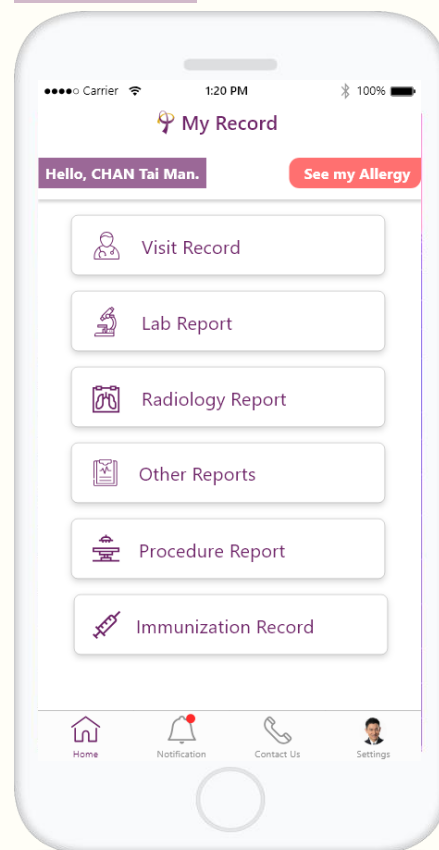 Carrier 1:20 PM 100%
My Record
Hello, CHAN Tai Man. See my Allergy
Visit Record
Lab Report
Radiology Report
Other Reports
Procedure Report
Immunization Record
Home Notification Contact Us Settings